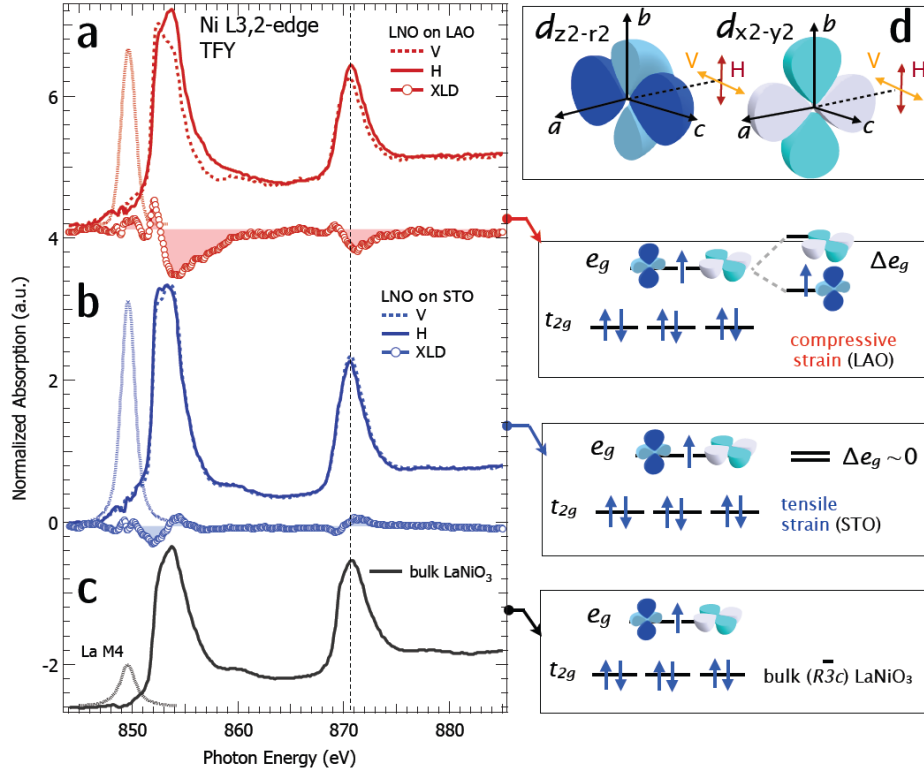 a
Ni L3,2-edge
TFY
LNO on LAO
V
H
XLD
b
LNO on STO
V
H
XLD
c
bulk LaNiO3
La M4
6
4
2
0
-2
850
860
870
880
Normalized Absorption (a.u.)
Photon Energy (eV)
d
dz2-r2
b
V
H
a
c
dx2-y2
b
V
H
a
c
eg
Δeg
t2g
compressive
strain (LAO)
eg
Δeg ~0
t2g
tensile
strain (STO)
eg
t2g
bulk (R3̄c) LaNiO3